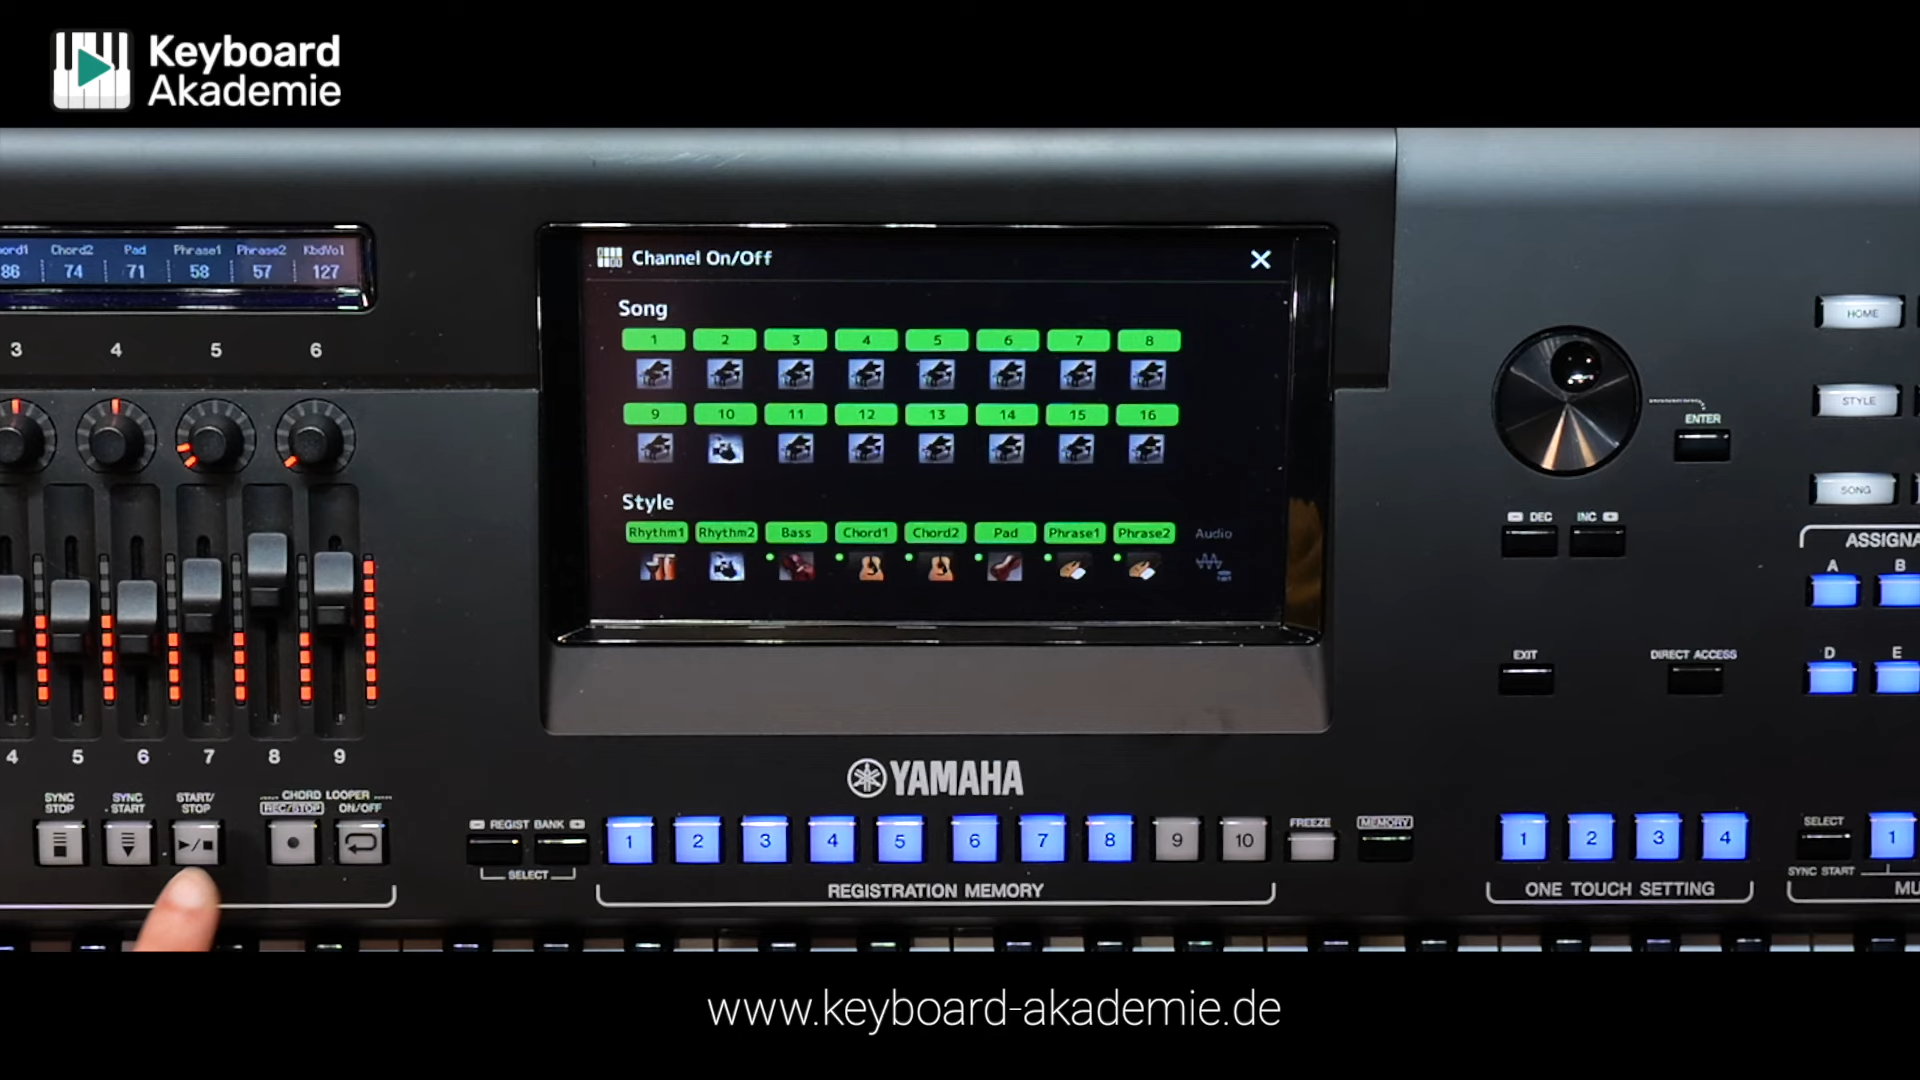 Keyboard
Akademie
Chord2 Pad Phrase1 Phrase2 KbdVol
86 74 71 58 57 127
3 4 5 6
Channel On/Off
Song
1 2 3 4 5 6 7 8
9 10 11 12 13 14 15 16
Style
Rhythm1 Rhythm2 Bass Chord1 Chord2 Pad Phrase1 Phrase2 Audio
HOME
STYLE
ENTER
SONG
DEC INC
ASSIGNA
A B
EXIT DIRECT ACCESS D E
4 5 6 7 8 9
YAMAHA
SYNC STOP
SYNC START
START/STOP
CHORD LOOPER
REC/STOP ON/OFF
- REGIST BANK +
SELECT
1 2 3 4 5 6 7 8 9 10
FREEZE
MEMORY
REGISTRATION MEMORY
1 2 3 4
ONE TOUCH SETTING
SELECT
1
SYNC START
MU
www.keyboard-akademie.de